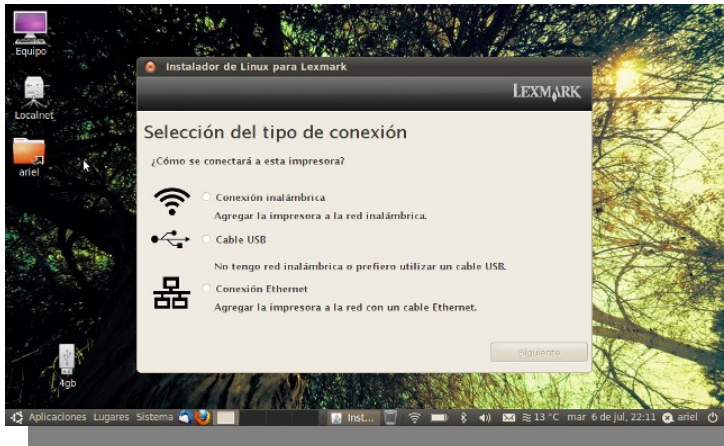 Equipo
Localnet
ariel
4gb
Instalador de Linux para Lexmark
LEXMARK
Selección del tipo de conexión
¿Cómo se conectará a esta impresora?
Conexión inalámbrica
Agregar la impresora a la red inalámbrica.
Cable USB
No tengo red inalámbrica o prefiero utilizar un cable USB.
Conexión Ethernet
Agregar la impresora a la red con un cable Ethernet.
Siguiente
Aplicaciones Lugares Sistema Inst... 13 °C mar 6 de jul, 22:11 ariel